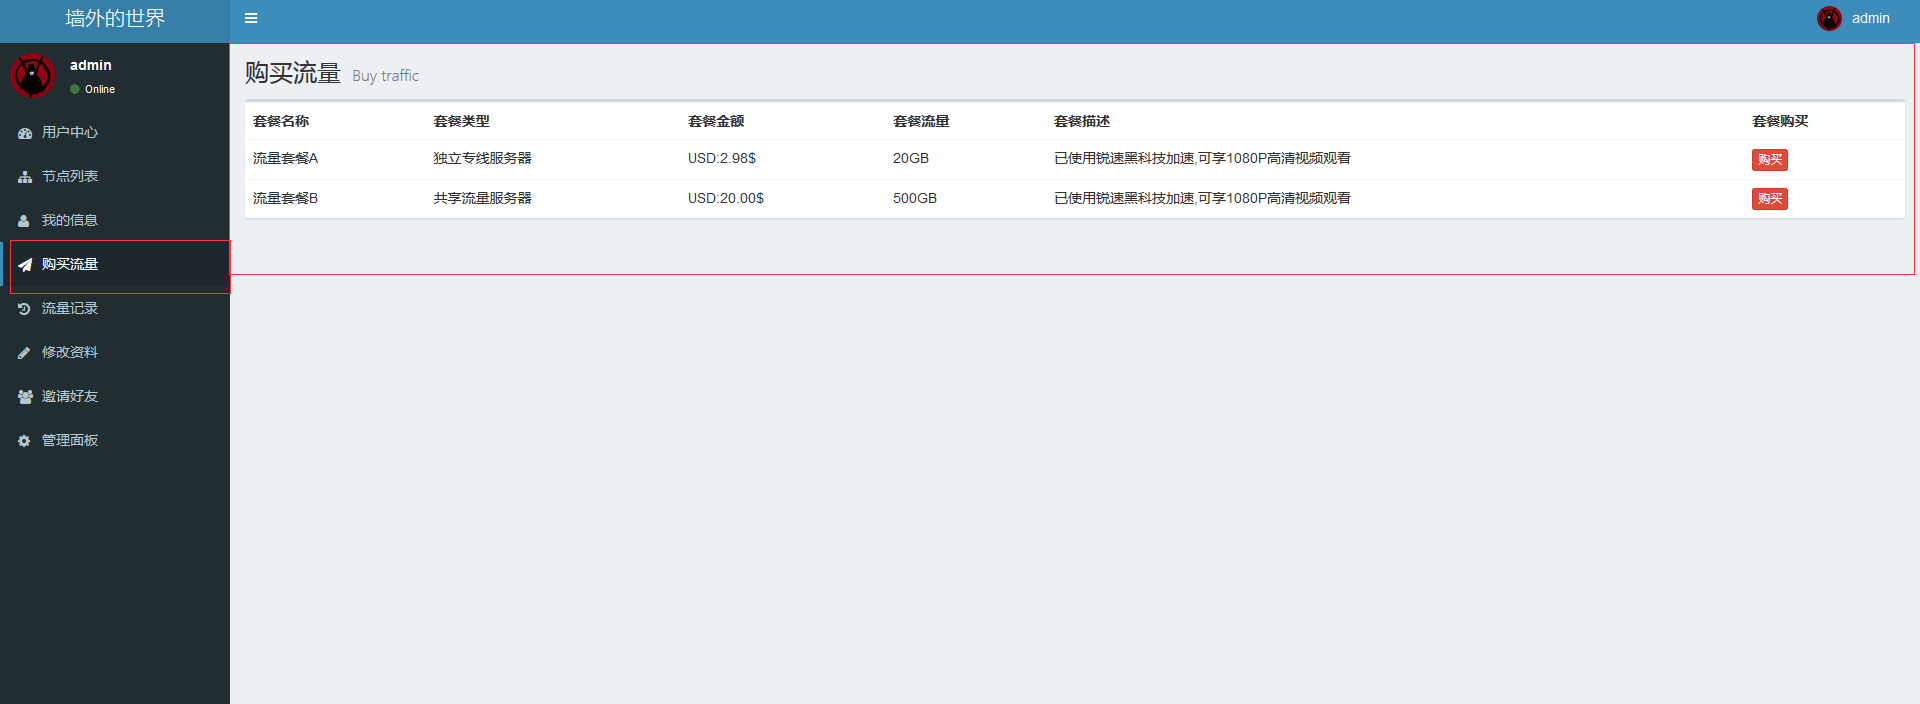 墙外的世界
admin
admin
Online
用户中心
节点列表
我的信息
购买流量
流量记录
修改资料
邀请好友
管理面板
购买流量 Buy traffic
套餐名称 套餐类型 套餐金额 套餐流量 套餐描述 套餐购买
流量套餐A 独立专线服务器 USD:2.98$ 20GB 已使用锐速黑科技加速,可享1080P高清视频观看 购买
流量套餐B 共享流量服务器 USD:20.00$ 500GB 已使用锐速黑科技加速,可享1080P高清视频观看 购买